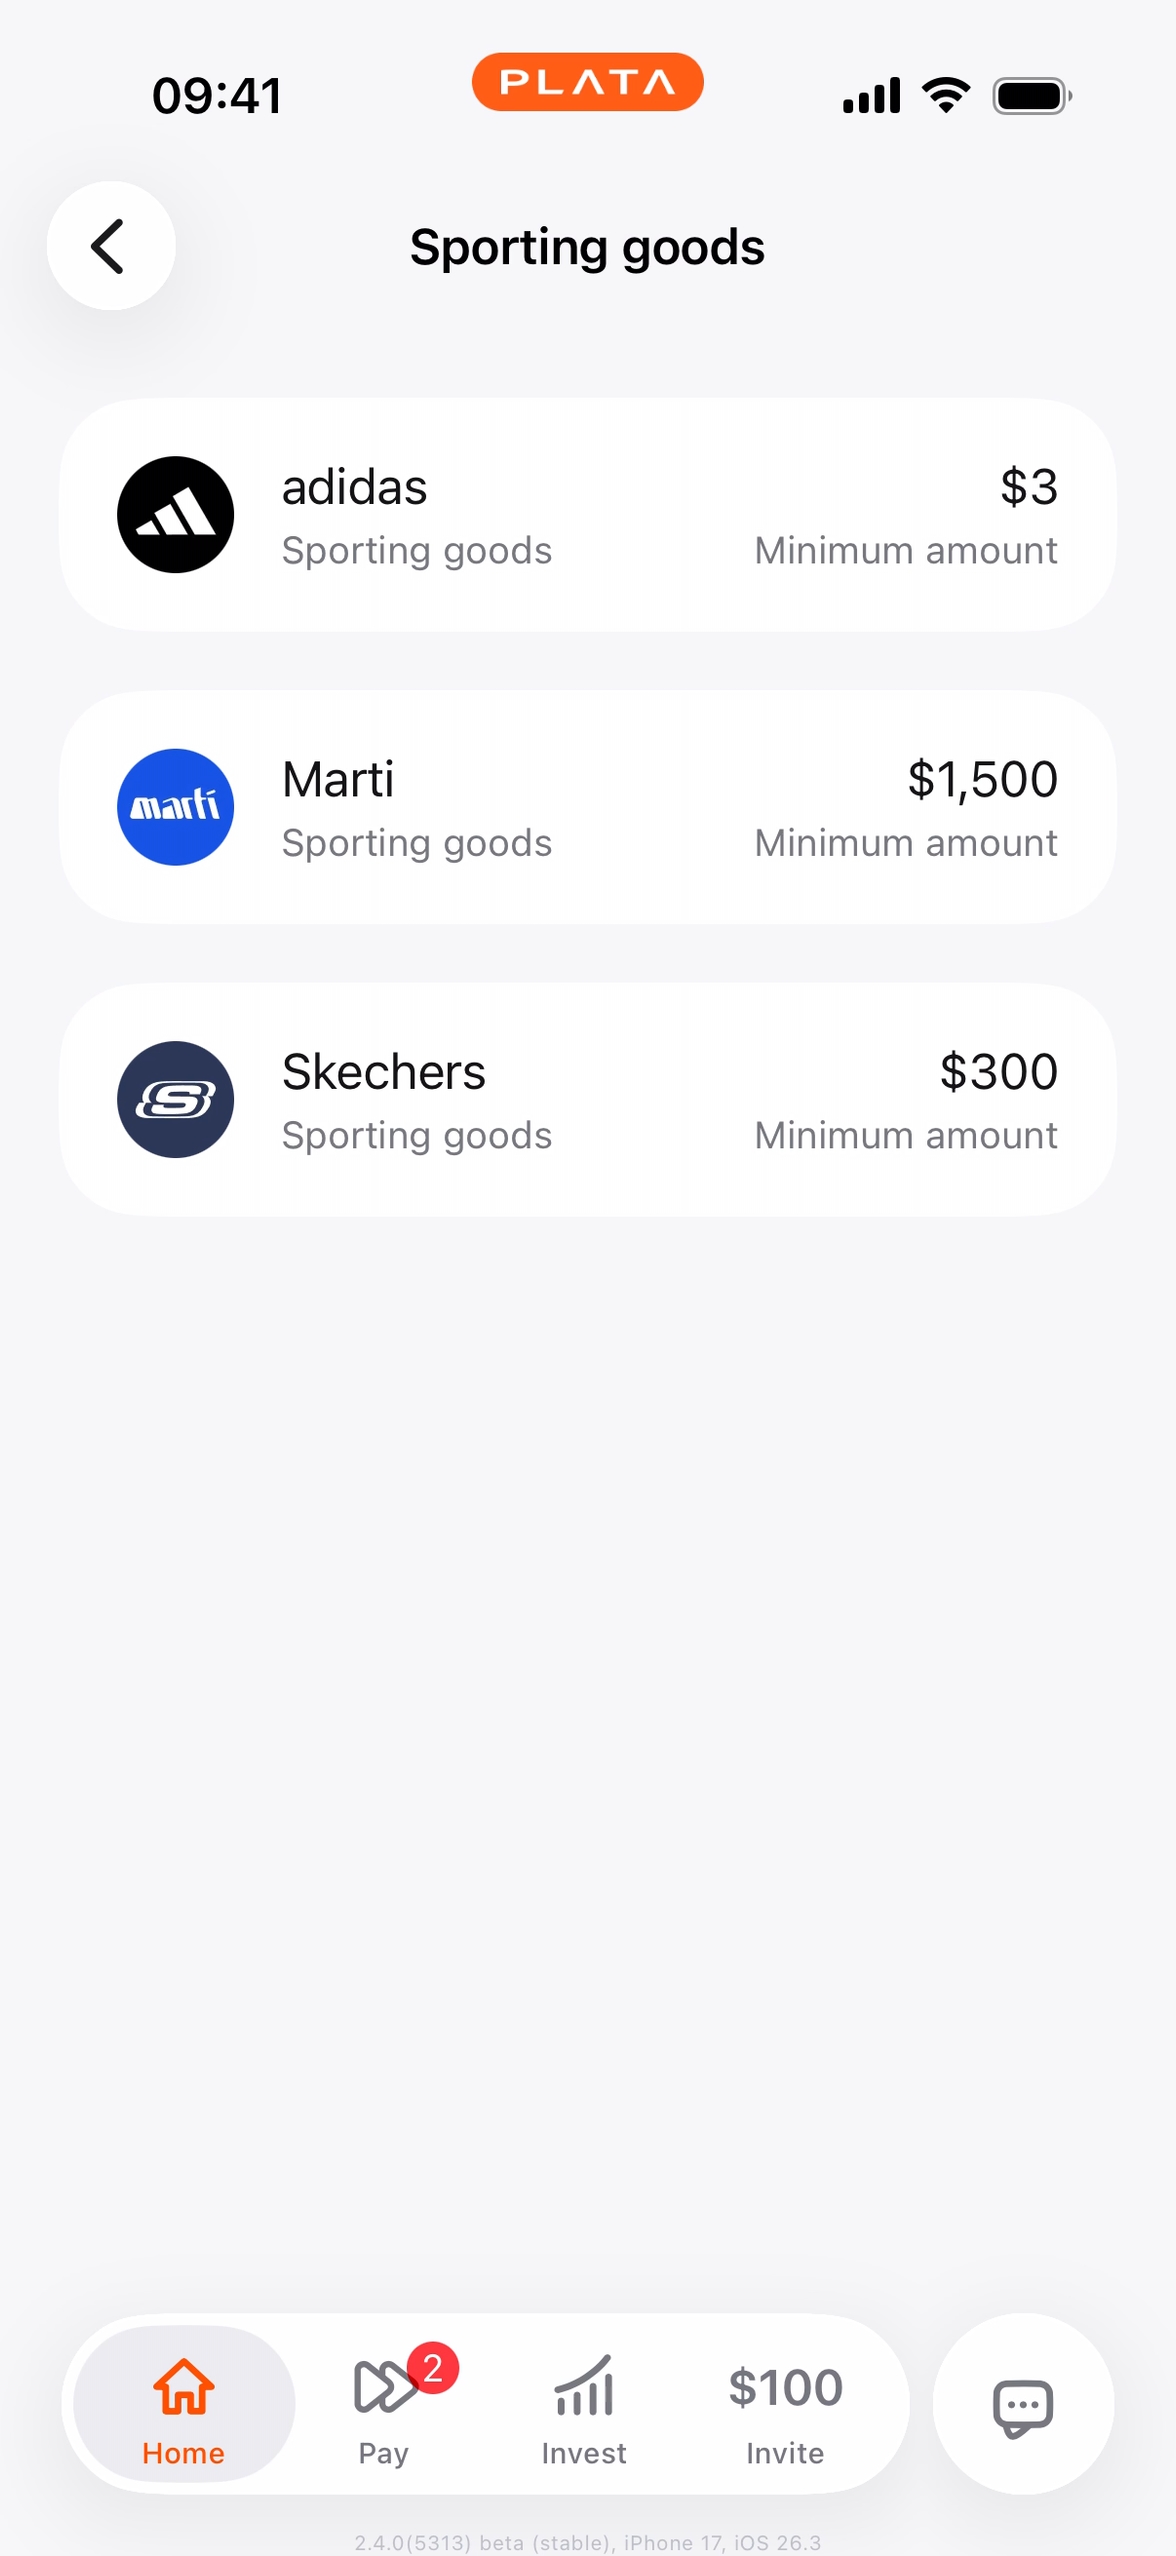 09:41
PLATA
Sporting goods
adidas
$3
Sporting goods
Minimum amount
martí
Marti
$1,500
Sporting goods
Minimum amount
S
Skechers
$300
Sporting goods
Minimum amount
2
$100
Home
Pay
Invest
Invite
2.4.0(5313) beta (stable), iPhone 17, iOS 26.3